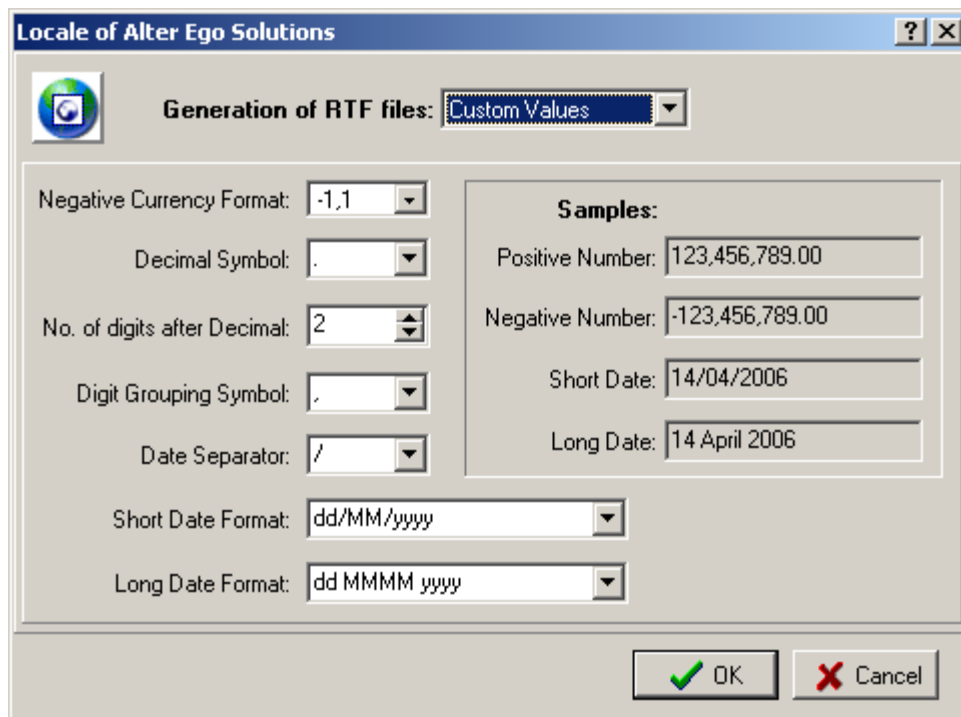 Locale of Alter Ego Solutions
Generation of RTF files: Custom Values
Negative Currency Format: -1,1
Decimal Symbol: .
No. of digits after Decimal: 2
Digit Grouping Symbol: ,
Date Separator: /
Short Date Format: dd/MM/yyyy
Long Date Format: dd MMMM yyyy
Samples:
Positive Number: 123,456,789.00
Negative Number: -123,456,789.00
Short Date: 14/04/2006
Long Date: 14 April 2006
OK Cancel